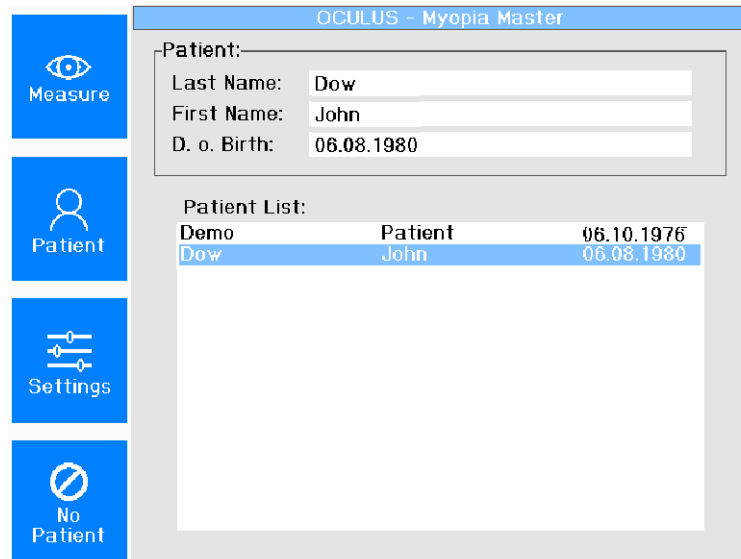 OCULUS - Myopia Master
Measure
Patient
Settings
No
Patient
Patient:
Last Name: Dow
First Name: John
D. o. Birth: 06.08.1980
Patient List:
Demo Patient 06.10.1976
Dow John 06.08.1980